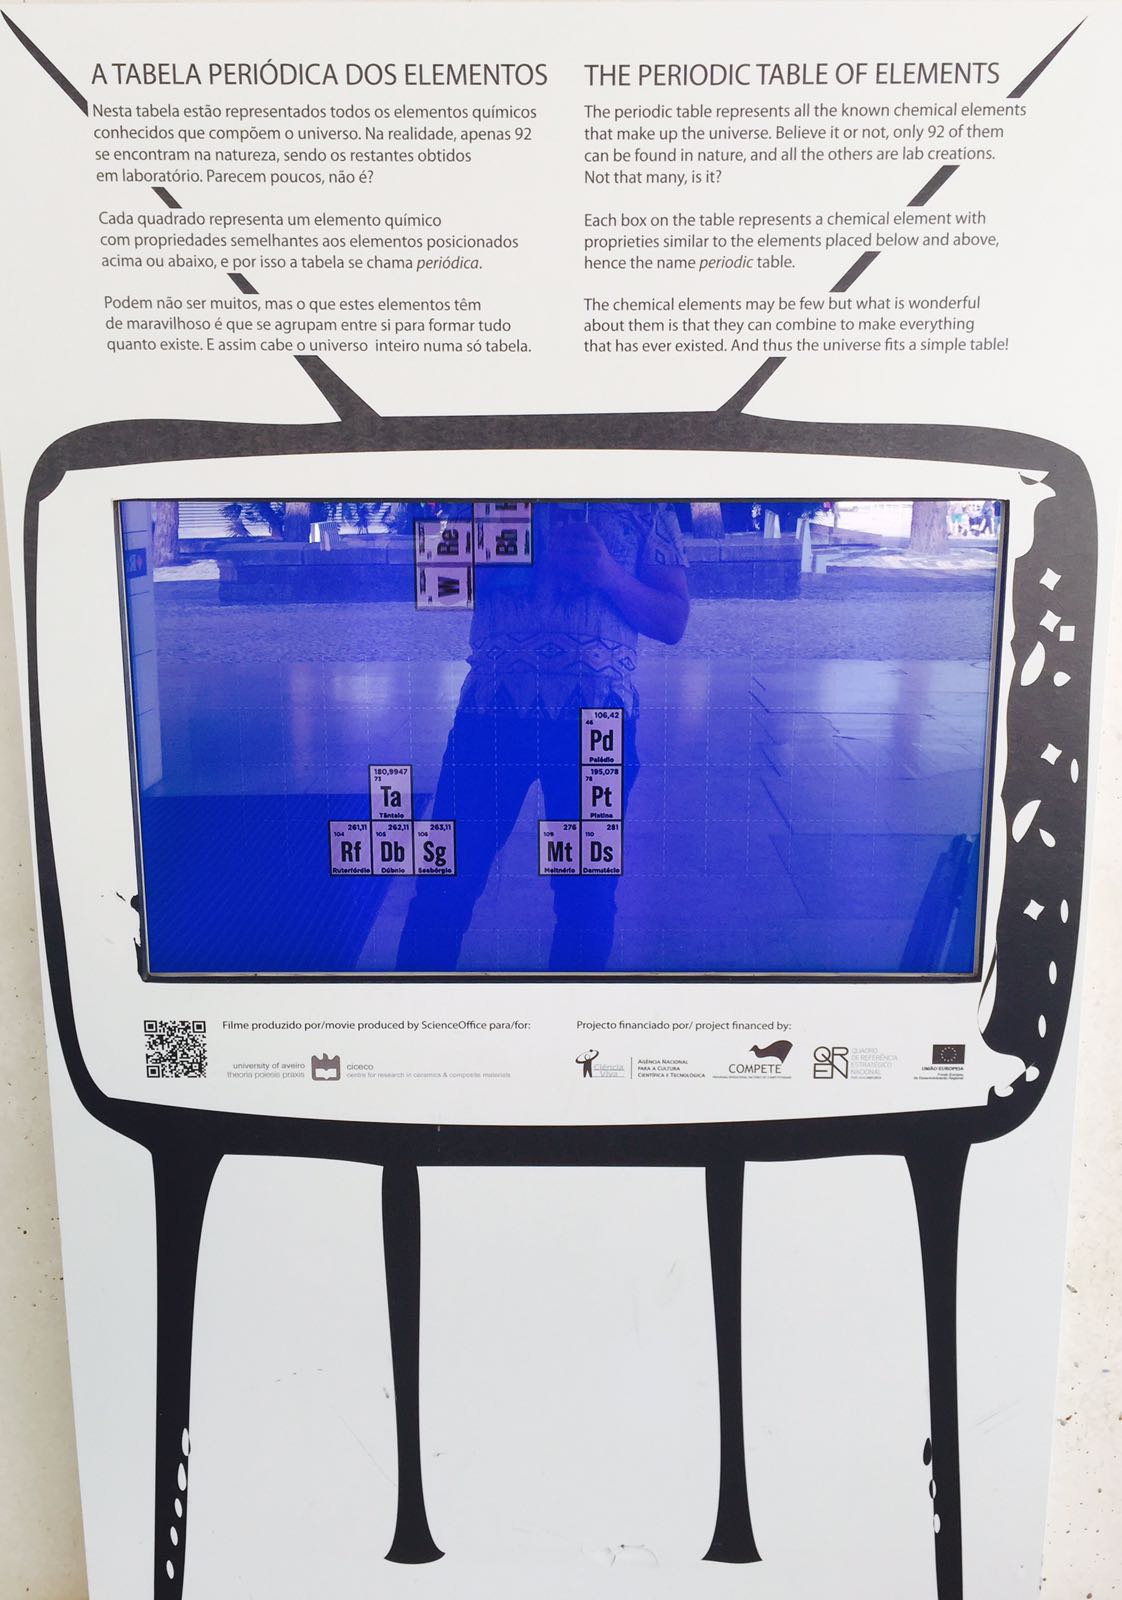 A TABELA PERIÓDICA DOS ELEMENTOS
Nesta tabela estão representados todos os elementos químicos
conhecidos que compõem o universo. Na realidade, apenas 92
se encontram na natureza, sendo os restantes obtidos
em laboratório. Parecem poucos, não é?
Cada quadrado representa um elemento químico
com propriedades semelhantes aos elementos posicionados
acima ou abaixo, e por isso a tabela se chama periódica.
Podem não ser muitos, mas o que estes elementos têm
de maravilhoso é que se agrupam entre si para formar tudo
quanto existe. E assim cabe o universo inteiro numa só tabela.
THE PERIODIC TABLE OF ELEMENTS
The periodic table represents all the known chemical elements
that make up the universe. Believe it or not, only 92 of them
can be found in nature, and all the others are lab creations.
Not that many, is it?
Each box on the table represents a chemical element with
proprieties similar to the elements placed below and above,
hence the name periodic table.
The chemical elements may be few but what is wonderful
about them is that they can combine to make everything
that has ever existed. And thus the universe fits a simple table!
Re
Bh
W
106,42
46
Pd
Paládio
180,9947
73
Ta
Tântalo
195,078
78
Pt
Platina
261,11
104
Rf
Ruterfórdio
262,11
105
Db
Dúbnio
263,11
106
Sg
Seabórgio
276
109
Mt
Meitnério
281
110
Ds
Darmstácio
Filme produzido por/movie produced by ScienceOffice para/for:
university of aveiro
theoria poiesis praxis
ciceco
centre for research in ceramics & composite materials
Projecto financiado por/ project financed by:
Ciência Viva
AGÊNCIA NACIONAL
PARA A CULTURA
CIENTÍFICA E TECNOLÓGICA
COMPETE
QREN
QUADRO
DE REFERÊNCIA
ESTRATÉGICO
NACIONAL
UNIÃO EUROPEIA
Fundo Europeu
de Desenvolvimento Regional